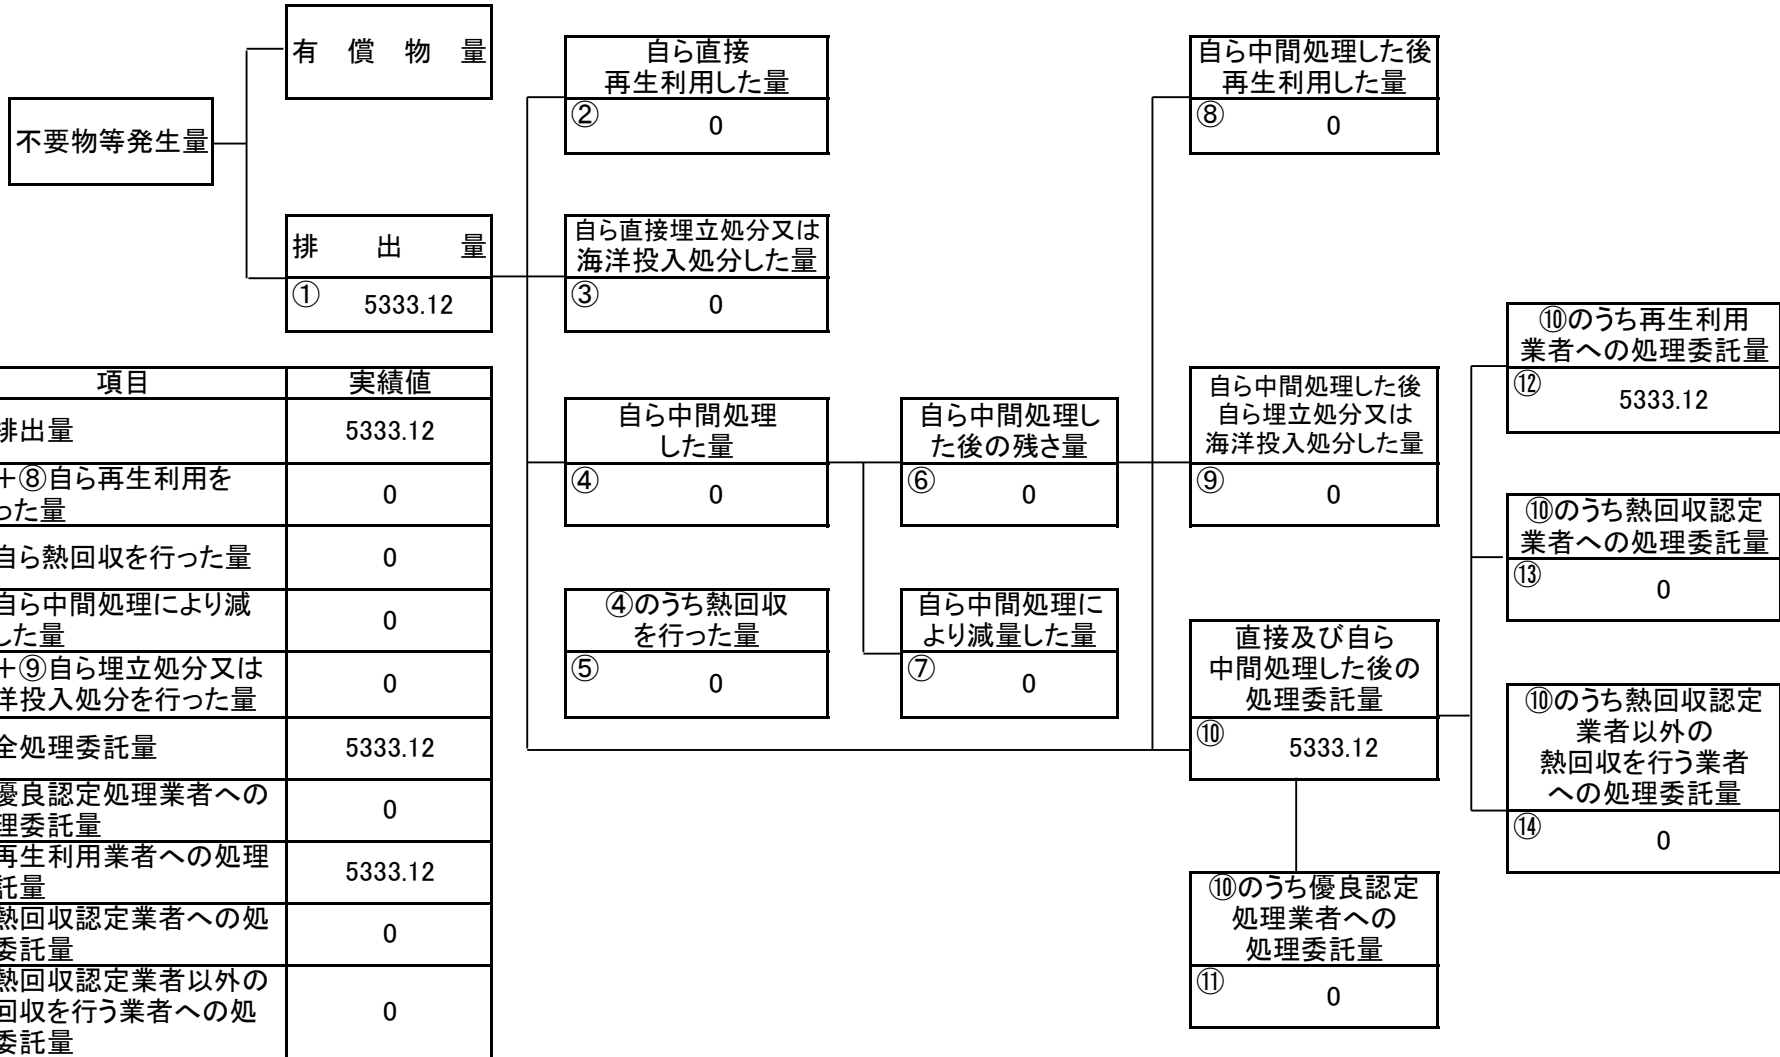 有償物量
不要物等発生量
排出量
① 5333.12
自ら直接
再生利用した量
② 0
自ら直接埋立処分又は
海洋投入処分した量
③ 0
自ら中間処理
した量
④ 0
④のうち熱回収
を行った量
⑤ 0
自ら中間処理し
た後の残さ量
⑥ 0
自ら中間処理に
より減量した量
⑦ 0
自ら中間処理した後
再生利用した量
⑧ 0
自ら中間処理した後
自ら埋立処分又は
海洋投入処分した量
⑨ 0
直接及び自ら
中間処理した後の
処理委託量
⑩ 5333.12
⑩のうち優良認定
処理業者への
処理委託量
⑪ 0
⑩のうち再生利用
業者への処理委託量
⑫ 5333.12
⑩のうち熱回収認定
業者への処理委託量
⑬ 0
⑩のうち熱回収認定
業者以外の
熱回収を行う業者
への処理委託量
⑭ 0
項目 実績値
排出量 5333.12
+⑧自ら再生利用を
った量 0
自ら熱回収を行った量 0
自ら中間処理により減
した量 0
+⑨自ら埋立処分又は
洋投入処分を行った量 0
全処理委託量 5333.12
優良認定処理業者への
理委託量 0
再生利用業者への処理
託量 5333.12
熱回収認定業者への処
委託量 0
熱回収認定業者以外の
回収を行う業者への処
委託量 0